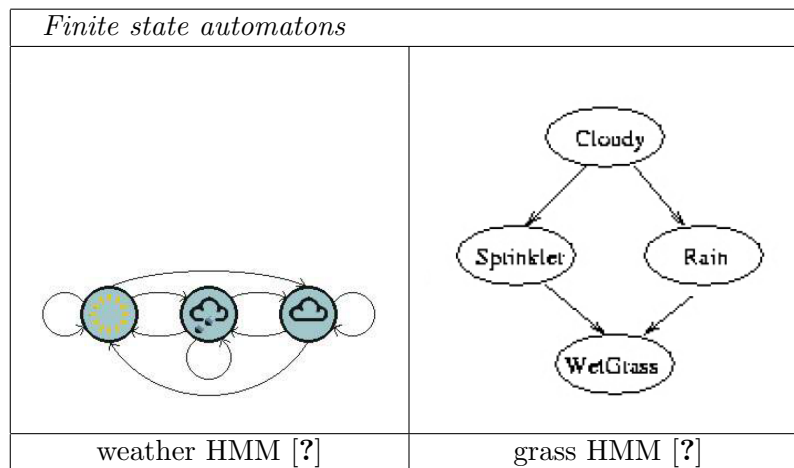 Finite state automatons
Cloudy
Sprinkler
Rain
WetGrass
weather HMM [?]
grass HMM [?]